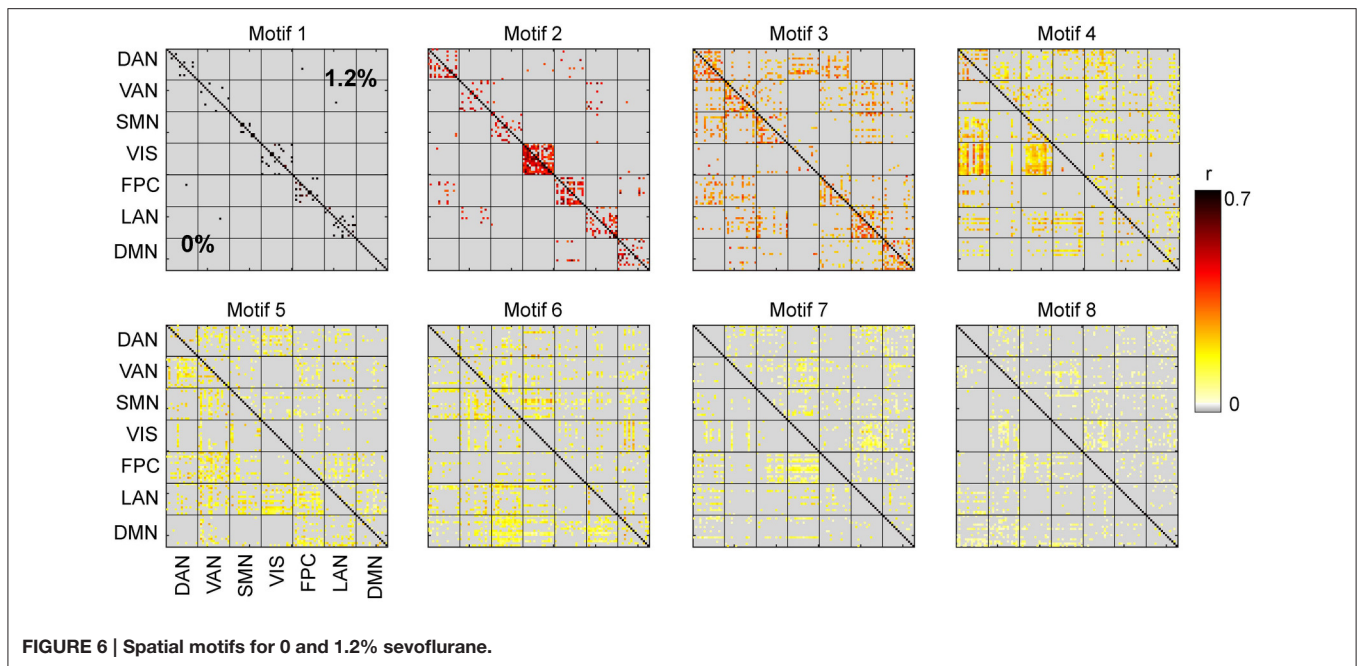 Motif 1 Motif 2 Motif 3 Motif 4
DAN
VAN
SMN
VIS
FPC
LAN
DMN
1.2%
0%
r
0.7
0
Motif 5 Motif 6 Motif 7 Motif 8
DAN
VAN
SMN
VIS
FPC
LAN
DMN
DAN VAN SMN VIS FPC LAN DMN
FIGURE 6 | Spatial motifs for 0 and 1.2% sevoflurane.